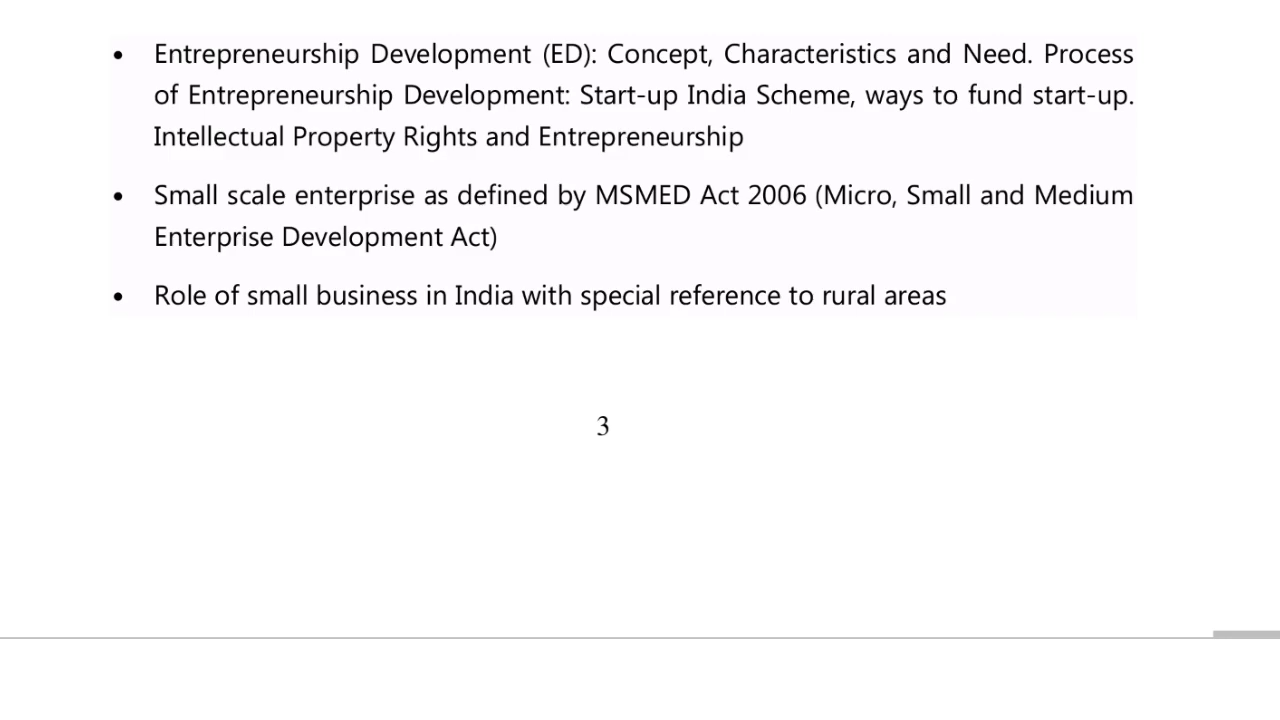 • Entrepreneurship Development (ED): Concept, Characteristics and Need. Process
of Entrepreneurship Development: Start-up India Scheme, ways to fund start-up.
Intellectual Property Rights and Entrepreneurship
• Small scale enterprise as defined by MSMED Act 2006 (Micro, Small and Medium
Enterprise Development Act)
• Role of small business in India with special reference to rural areas
3